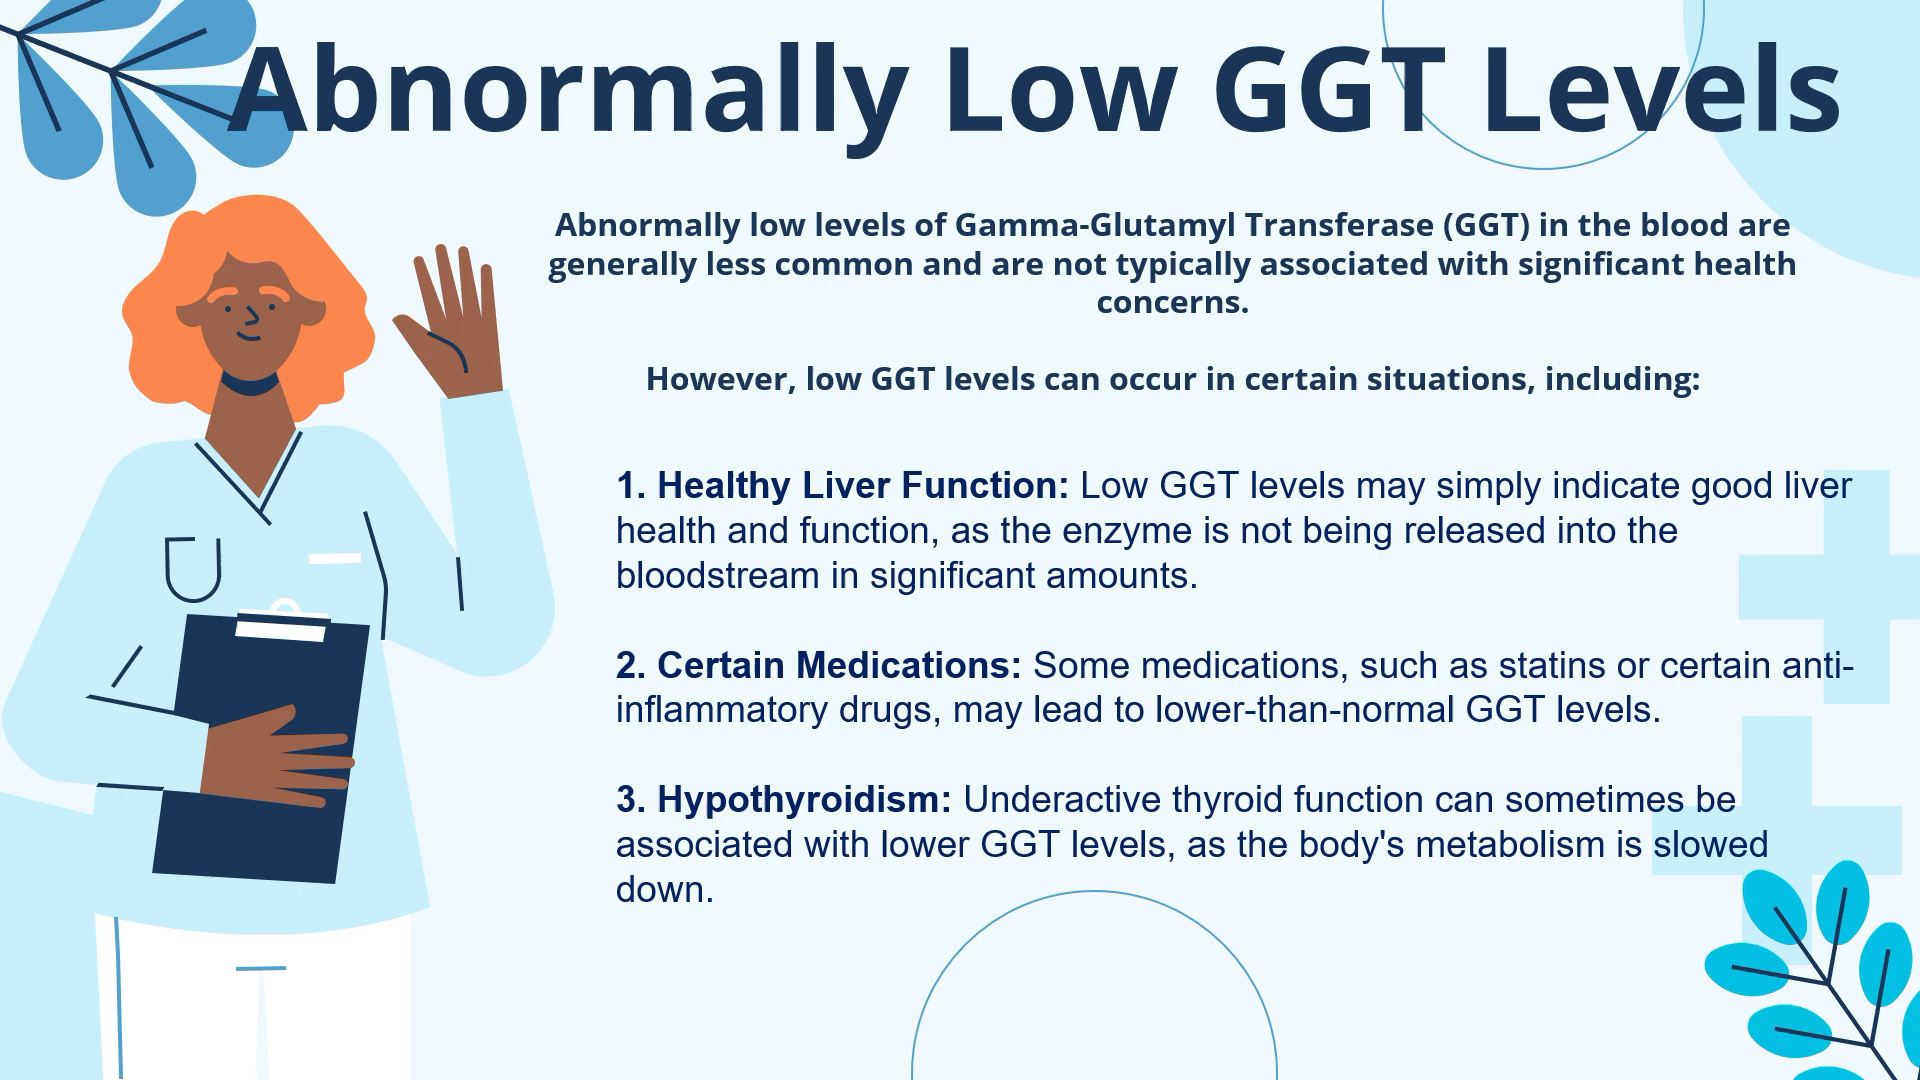 Abnormally Low GGT Levels
Abnormally low levels of Gamma-Glutamyl Transferase (GGT) in the blood are
generally less common and are not typically associated with significant health
concerns.
However, low GGT levels can occur in certain situations, including:
1. Healthy Liver Function: Low GGT levels may simply indicate good liver
health and function, as the enzyme is not being released into the
bloodstream in significant amounts.
2. Certain Medications: Some medications, such as statins or certain anti-
inflammatory drugs, may lead to lower-than-normal GGT levels.
3. Hypothyroidism: Underactive thyroid function can sometimes be
associated with lower GGT levels, as the body's metabolism is slowed
down.